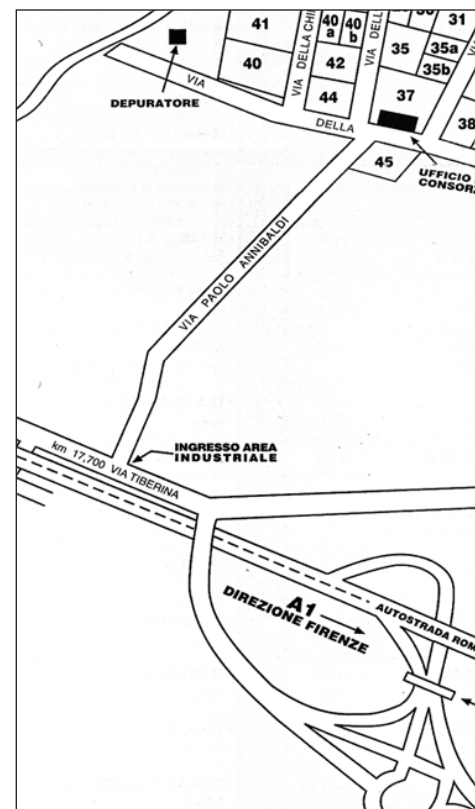 41
40 a
40 b
35
31
35a
35b
40
42
44
37
38
45
VIA DELLA CHI
VIA DELL
DEPURATORE
VIA DELLA
UFFICIO
CONSORZ
VIA PAOLO ANNIBALDI
INGRESSO AREA
INDUSTRIALE
km 17,700 VIA TIBERINA
A1
DIREZIONE FIRENZE
AUTOSTRADA ROM